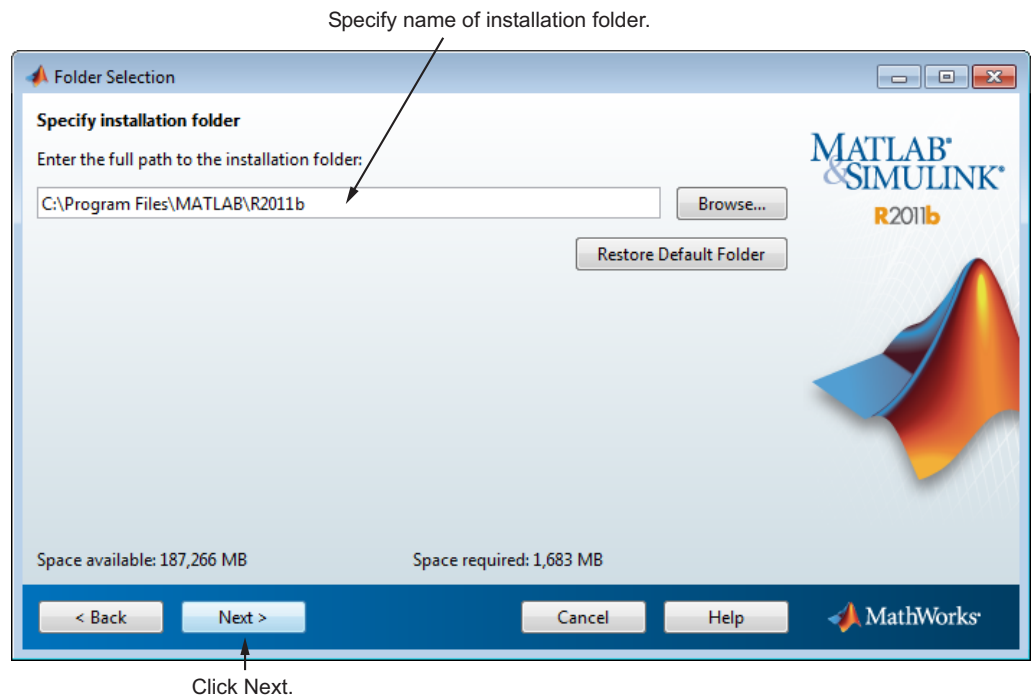 Specify name of installation folder.
Folder Selection
Specify installation folder
Enter the full path to the installation folder:
C:\Program Files\MATLAB\R2011b
Browse...
Restore Default Folder
MATLAB®
&SIMULINK®
R2011b
Space available: 187,266 MB
Space required: 1,683 MB
< Back
Next >
Cancel
Help
MathWorks®
Click Next.